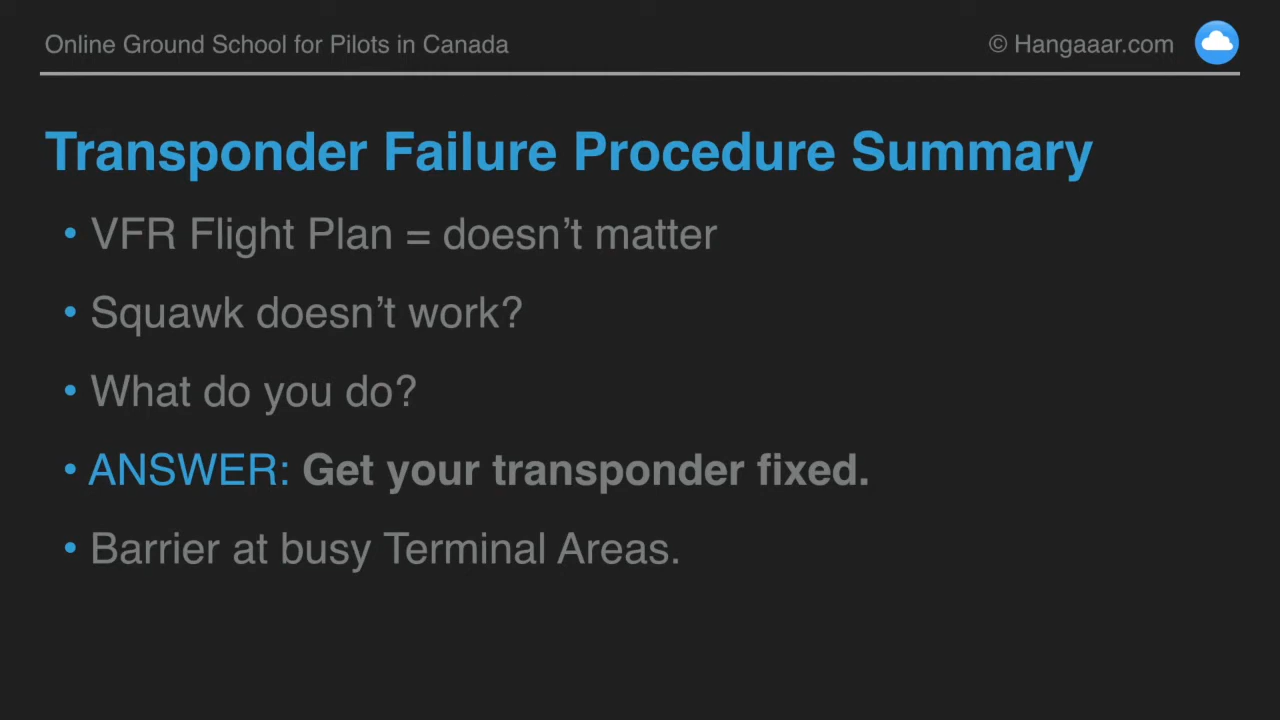 Online Ground School for Pilots in Canada
© Hangaaar.com
Transponder Failure Procedure Summary
• VFR Flight Plan = doesn’t matter
• Squawk doesn’t work?
• What do you do?
• ANSWER: Get your transponder fixed.
• Barrier at busy Terminal Areas.